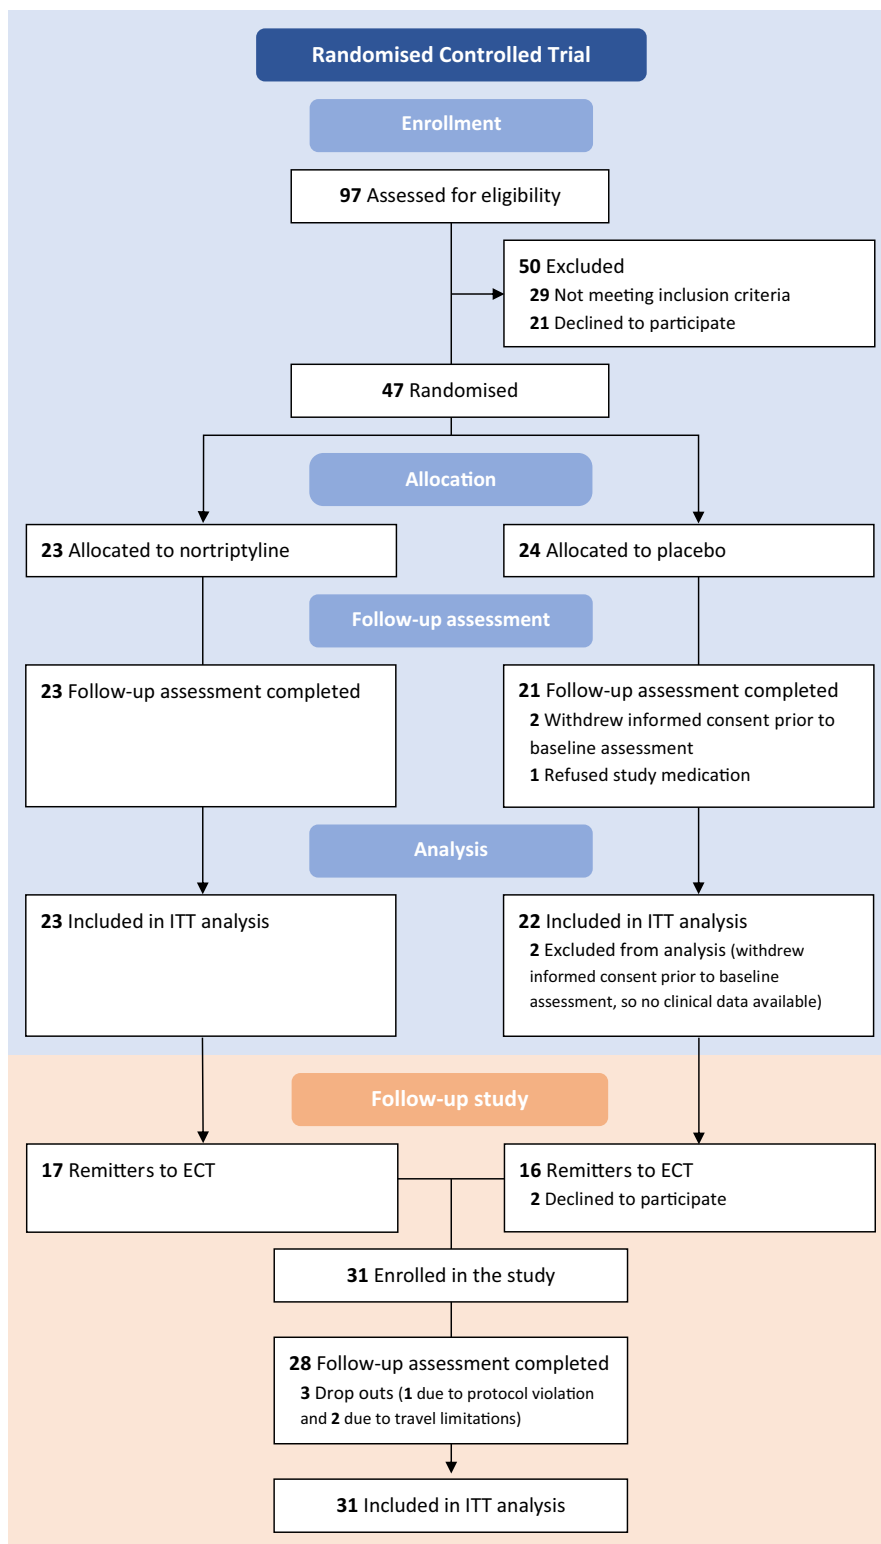 Randomised Controlled Trial
Enrollment
97 Assessed for eligibility
50 Excluded
29 Not meeting inclusion criteria
21 Declined to participate
47 Randomised
Allocation
23 Allocated to nortriptyline
24 Allocated to placebo
Follow-up assessment
23 Follow-up assessment completed
21 Follow-up assessment completed
2 Withdrew informed consent prior to
baseline assessment
1 Refused study medication
Analysis
23 Included in ITT analysis
22 Included in ITT analysis
2 Excluded from analysis (withdrew
informed consent prior to baseline
assessment, so no clinical data available)
Follow-up study
17 Remitters to ECT
16 Remitters to ECT
2 Declined to participate
31 Enrolled in the study
28 Follow-up assessment completed
3 Drop outs (1 due to protocol violation
and 2 due to travel limitations)
31 Included in ITT analysis